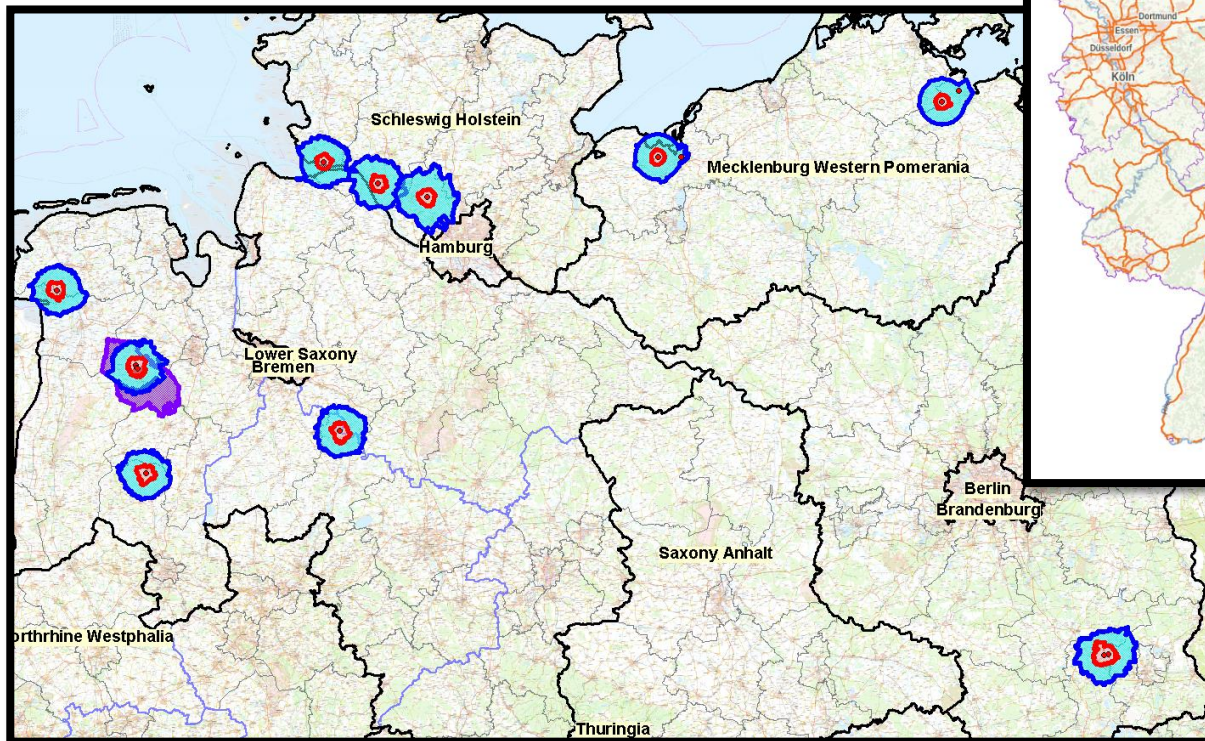 Dortmund
Essen
Düsseldorf
Köln
Schleswig Holstein
Mecklenburg Western Pomerania
Hamburg
Lower Saxony
Bremen
Berlin
Brandenburg
Saxony Anhalt
orthrhine Westphalia
Thuringia